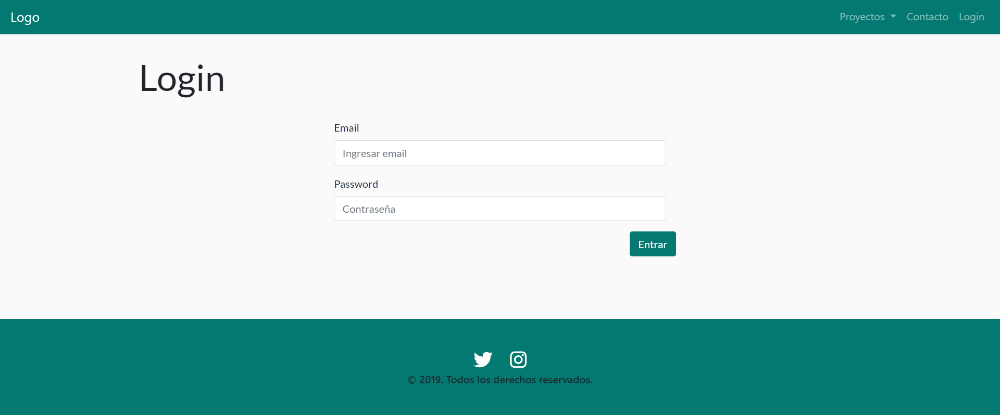 Logo
Proyectos Contacto Login
Login
Email
Ingresar email
Password
Contraseña
Entrar
© 2019. Todos los derechos reservados.